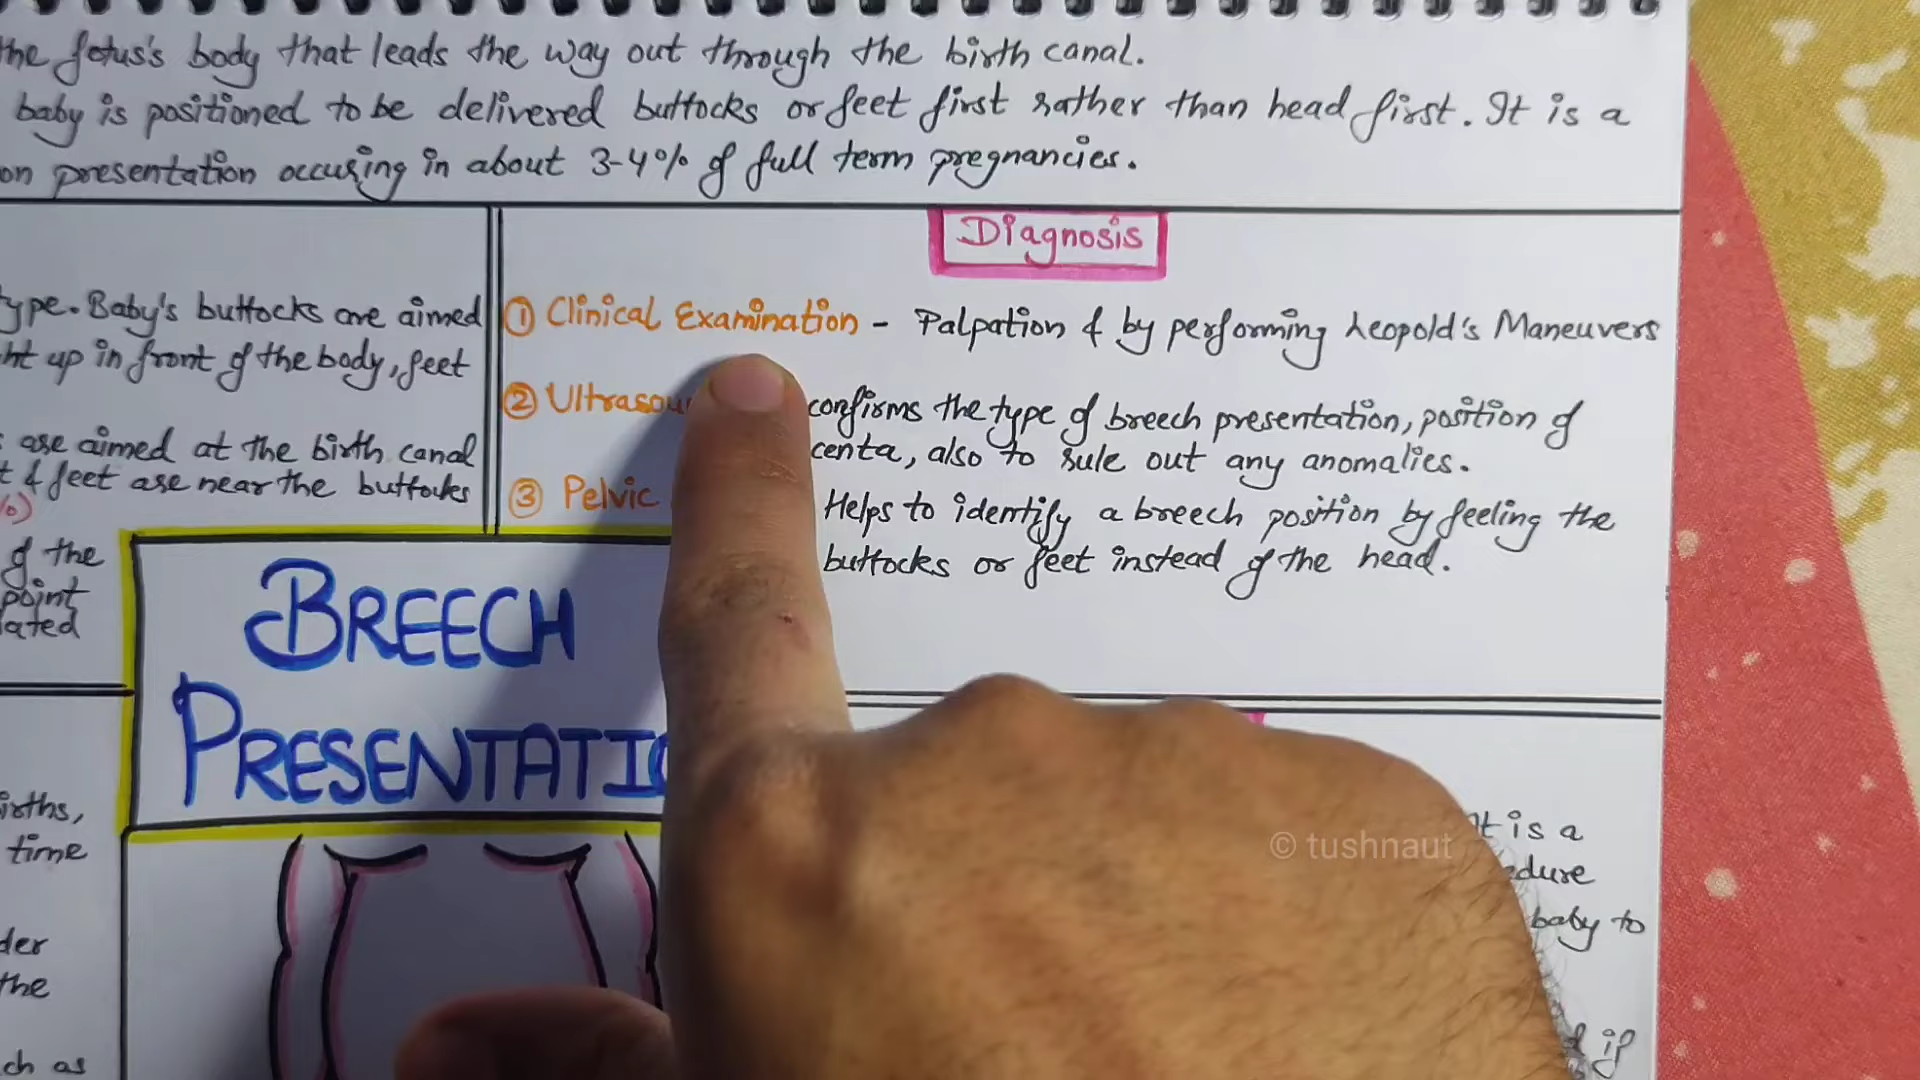 the fetus's body that leads the way out through the birth canal.
baby is positioned to be delivered buttocks or feet first rather than head first. It is a
on presentation occuring in about 3-4% of full term pregnancies.
Diagnosis
ype. Baby's buttocks are aimed
ht up in front of the body, feet
are aimed at the birth canal
t & feet are near the buttocks
of the
point
lated
① Clinical Examination - Palpation & by performing Leopold's Maneuvers
② Ultrasou confirms the type of breech presentation, position of
centa, also to rule out any anomalies.
③ Pelvic Helps to identify a breech position by feeling the
buttocks or feet instead of the head.
BREECH
PRESENTATIO
irths,
time
der
the
ch as
It is a
edure
baby to
if
© tushnaut